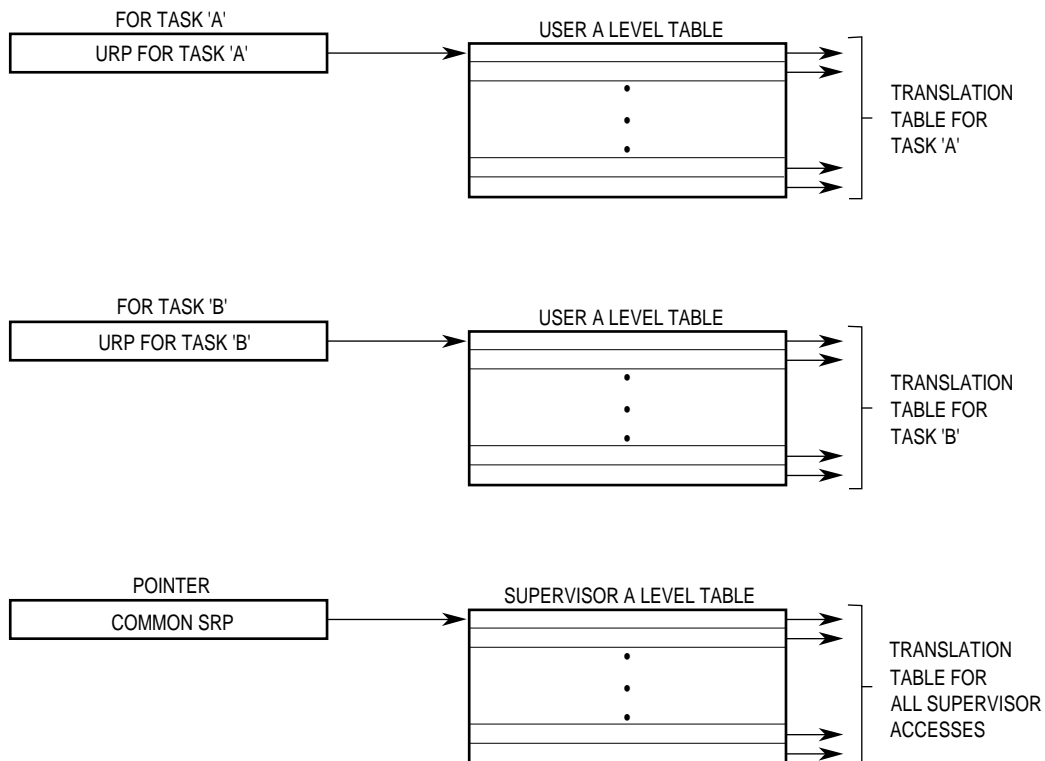 FOR TASK 'A'
URP FOR TASK 'A'
USER A LEVEL TABLE
TRANSLATION
TABLE FOR
TASK 'A'
FOR TASK 'B'
URP FOR TASK 'B'
USER A LEVEL TABLE
TRANSLATION
TABLE FOR
TASK 'B'
POINTER
COMMON SRP
SUPERVISOR A LEVEL TABLE
TRANSLATION
TABLE FOR
ALL SUPERVISOR
ACCESSES